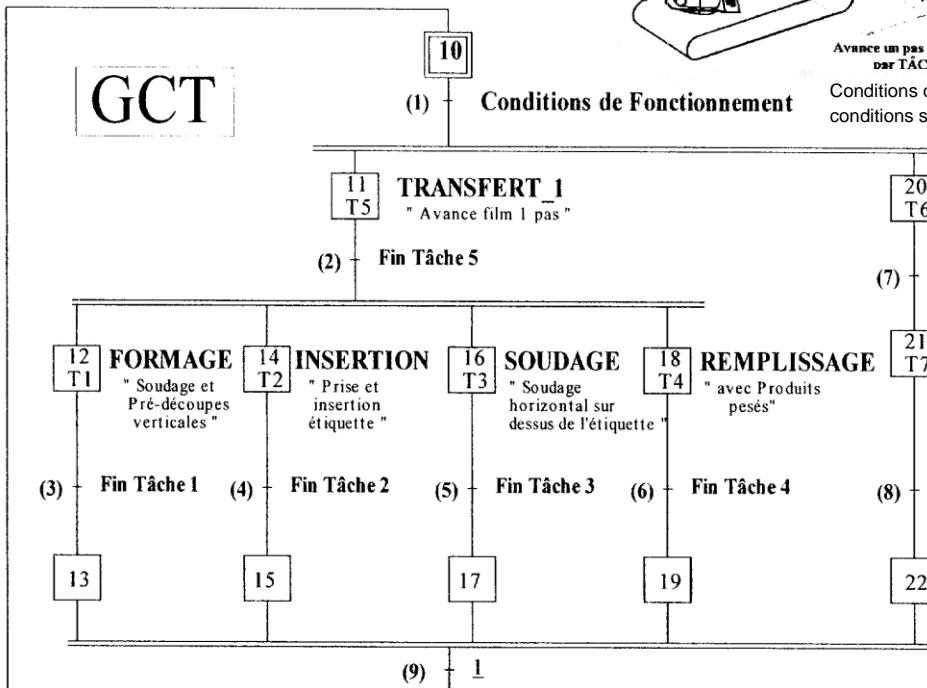 10
Avance un pas
par TÂC
GCT
(1) Conditions de Fonctionnement
Conditions
conditions s
11
T5
TRANSFERT_1
" Avance film 1 pas "
20
T6
(2) Fin Tâche 5
(7)
12
T1
FORMAGE
" Soudage et
Pré-découpes
verticales "
14
T2
INSERTION
" Prise et
insertion
étiquette "
16
T3
SOUDAGE
" Soudage
horizontal sur
dessus de l'étiquette "
18
T4
REMPLISSAGE
" avec Produits
pesés"
21
T7
(3) Fin Tâche 1
(4) Fin Tâche 2
(5) Fin Tâche 3
(6) Fin Tâche 4
(8)
13
15
17
19
22
(9) 1